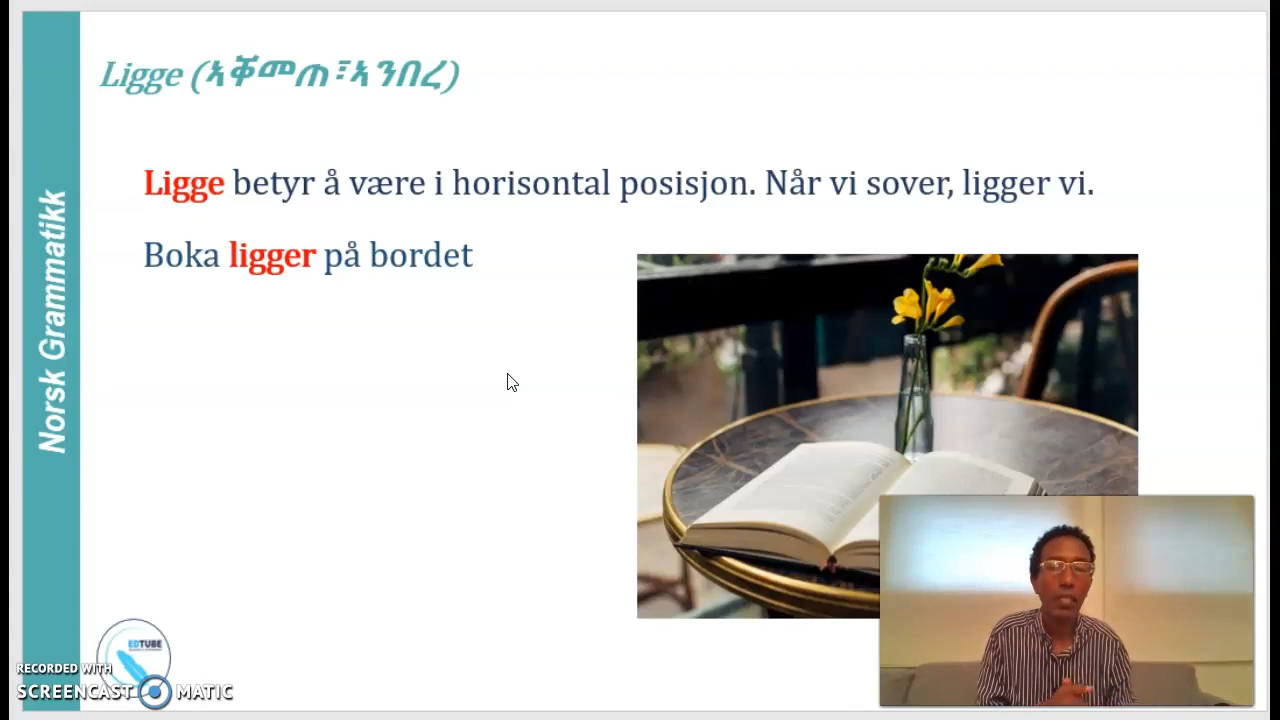 Ligge (ኣቐመጠ፣ኣንበረ)
Ligge betyr å være i horisontal posisjon. Når vi sover, ligger vi.
Boka ligger på bordet
Norsk Grammatikk
EDTUBE
RECORDED WITH
SCREENCAST MATIC